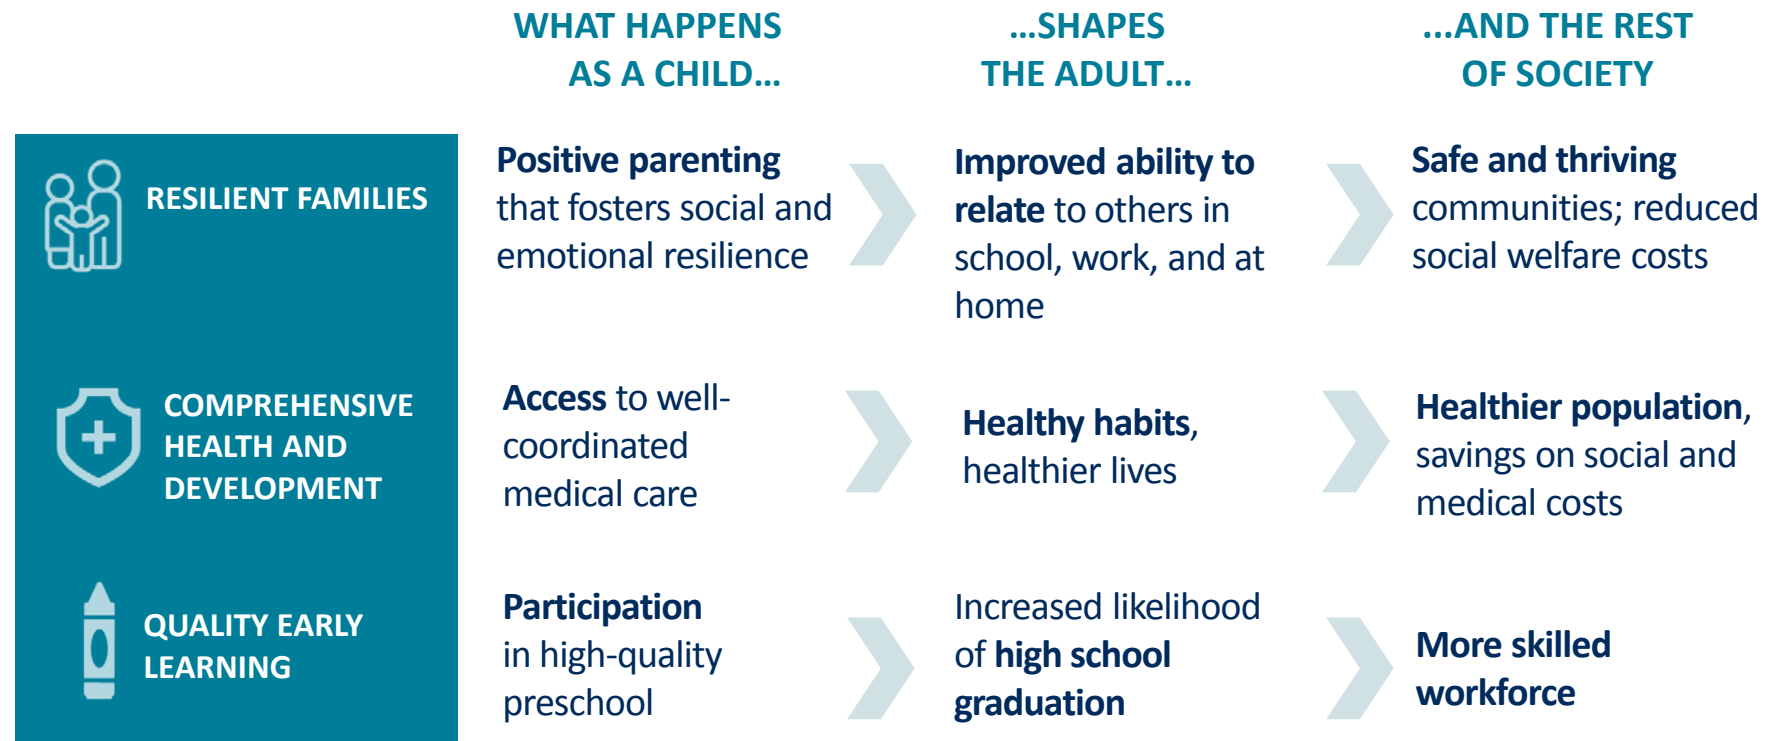 WHAT HAPPENS
AS A CHILD...
...SHAPES
THE ADULT...
...AND THE REST
OF SOCIETY
RESILIENT FAMILIES
Positive parenting
that fosters social and
emotional resilience
Improved ability to
relate to others in
school, work, and at
home
Safe and thriving
communities; reduced
social welfare costs
COMPREHENSIVE
HEALTH AND
DEVELOPMENT
Access to well-
coordinated
medical care
Healthy habits,
healthier lives
Healthier population,
savings on social and
medical costs
QUALITY EARLY
LEARNING
Participation
in high-quality
preschool
Increased likelihood
of high school
graduation
More skilled
workforce